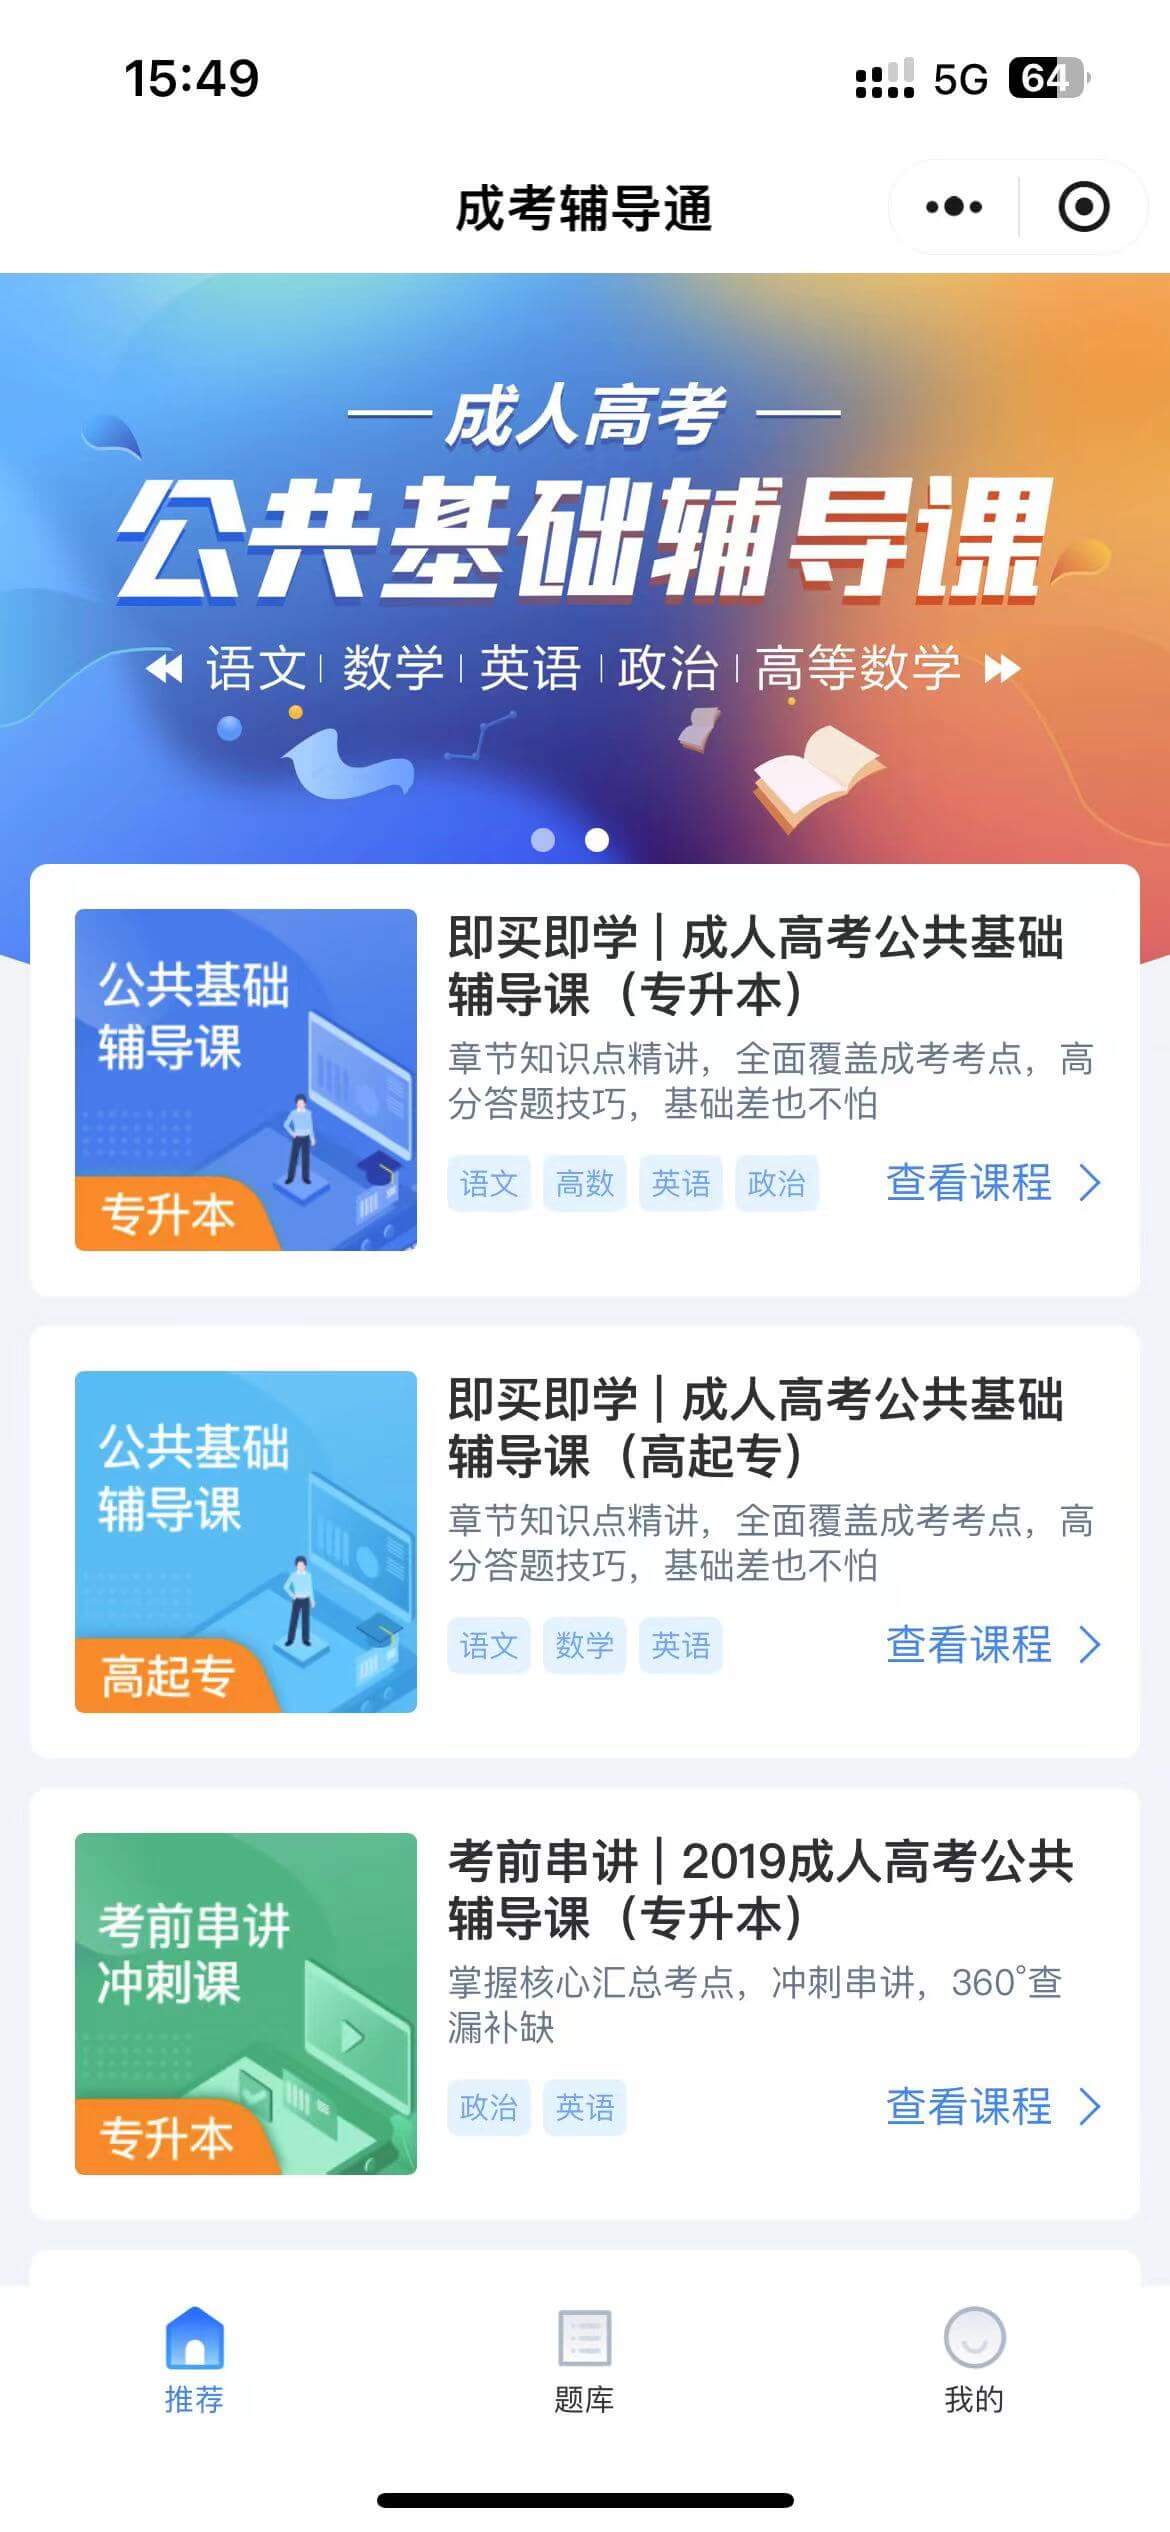 15:49
5G 64
成考辅导通
成人高考
公共基础辅导课
语文 | 数学 | 英语 | 政治 | 高等数学
公共基础
辅导课
专升本
即买即学 | 成人高考公共基础
辅导课（专升本）
章节知识点精讲，全面覆盖成考考点，高
分答题技巧，基础差也不怕
语文 高数 英语 政治 查看课程
公共基础
辅导课
高起专
即买即学 | 成人高考公共基础
辅导课（高起专）
章节知识点精讲，全面覆盖成考考点，高
分答题技巧，基础差也不怕
语文 数学 英语 查看课程
考前串讲
冲刺课
专升本
考前串讲 | 2019成人高考公共
辅导课（专升本）
掌握核心汇总考点，冲刺串讲，360°查
漏补缺
政治 英语 查看课程
推荐 题库 我的